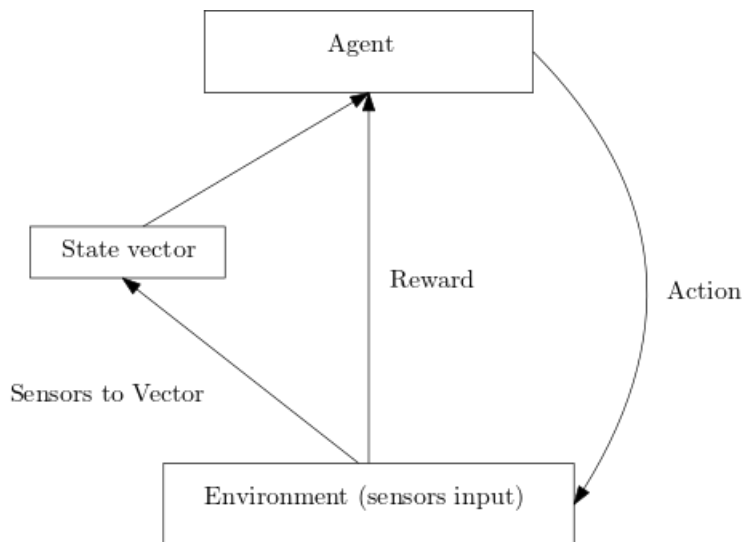 Agent
State vector
Reward
Action
Sensors to Vector
Environment (sensors input)